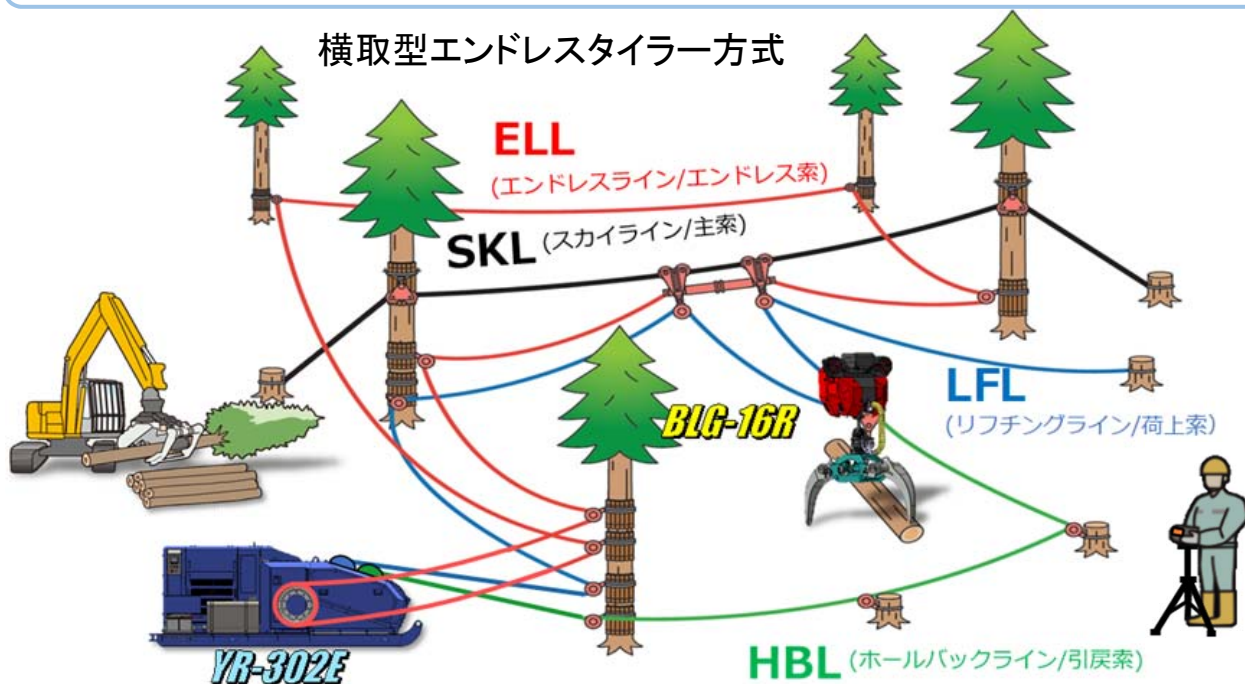 横取型エンドレスタイラー方式
ELL
(エンドレスライン/エンドレス索)
SKL (スカイライン/主索)
BLG-16R
LFL
(リフチングライン/荷上索)
YR-302E
HBL (ホールバックライン/引戻索)